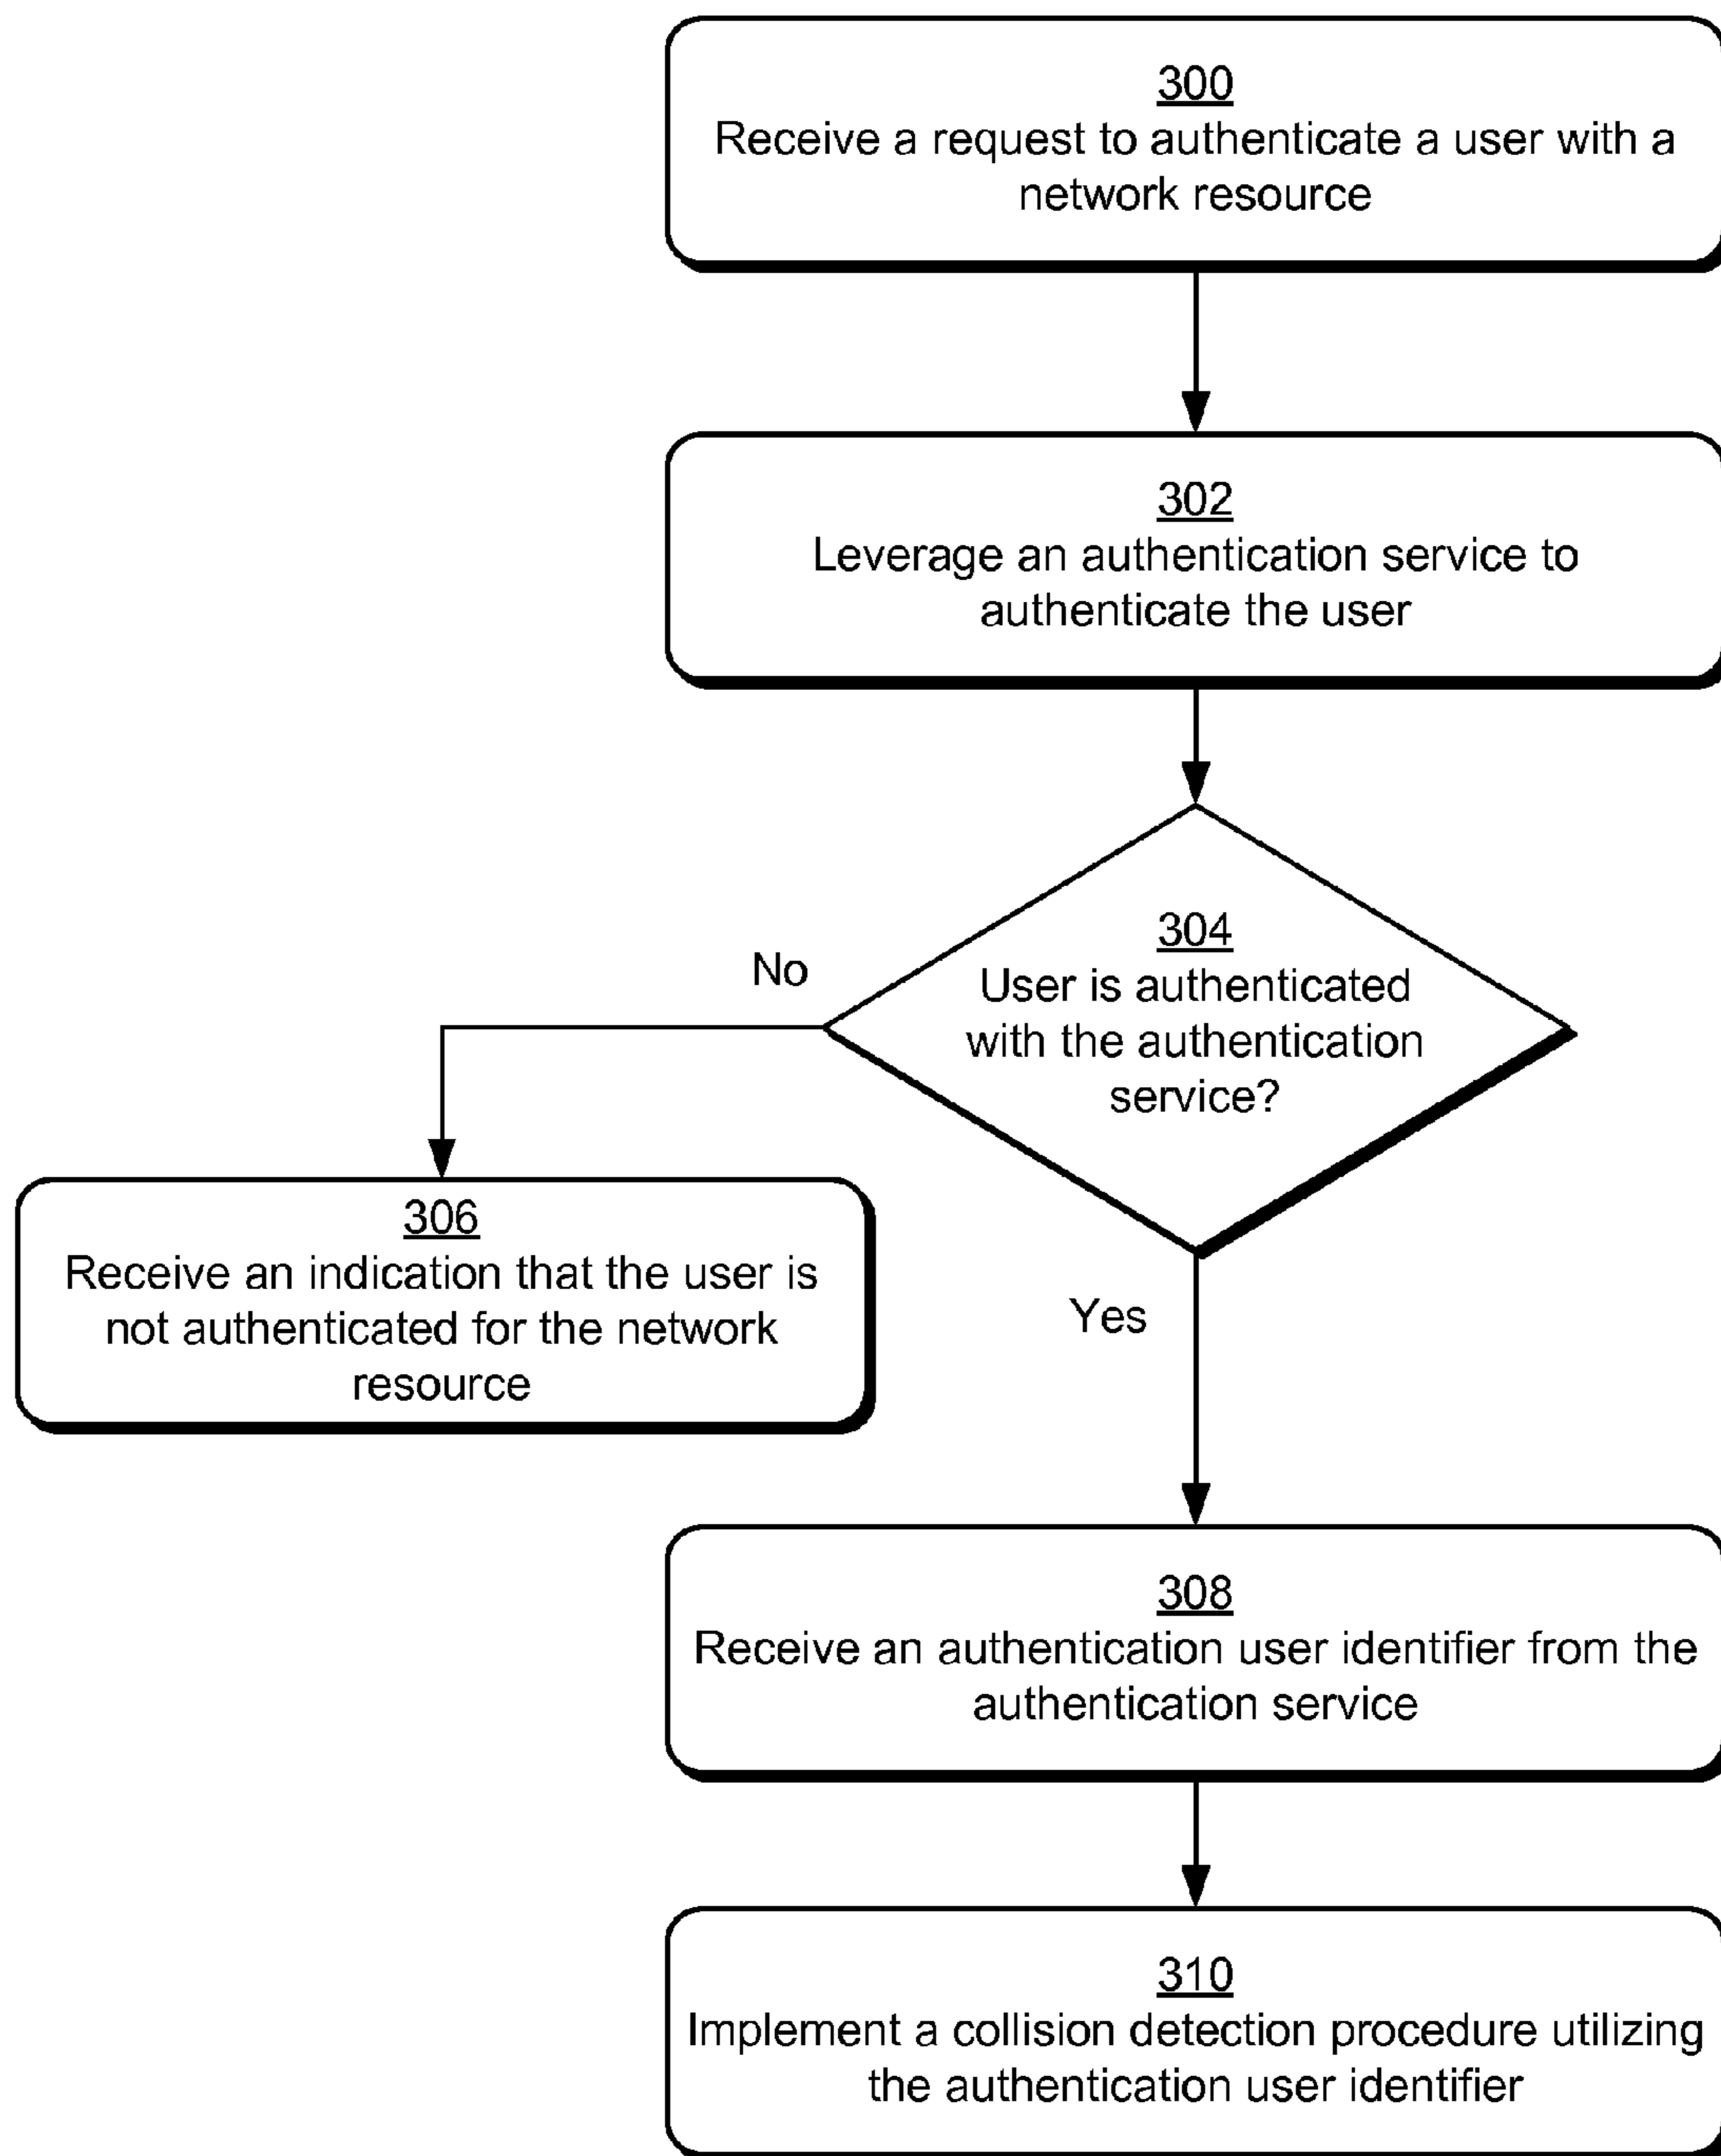 300
Receive a request to authenticate a user with a
network resource
302
Leverage an authentication service to
authenticate the user
304
User is authenticated
with the authentication
service?
No
306
Receive an indication that the user is
not authenticated for the network
resource
Yes
308
Receive an authentication user identifier from the
authentication service
310
Implement a collision detection procedure utilizing
the authentication user identifier